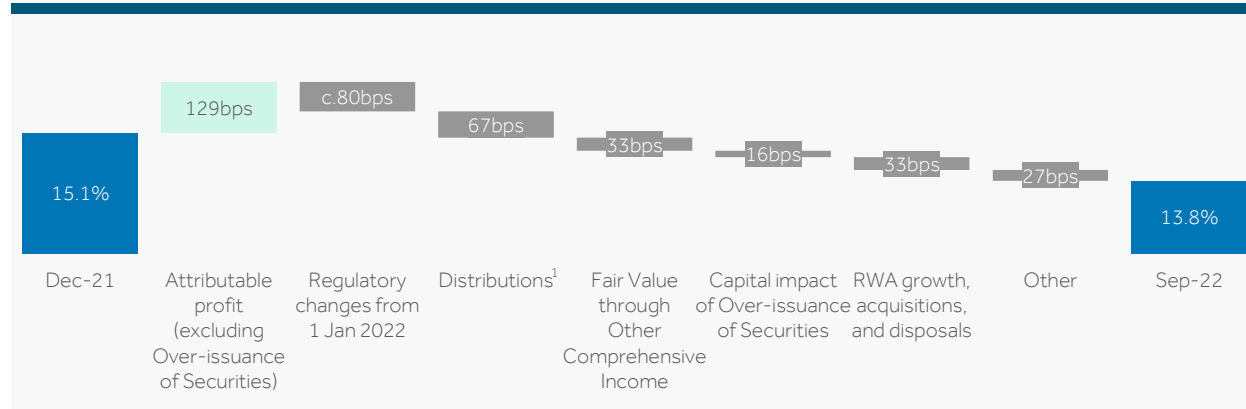 129bps
c.80bps
67bps
33bps
16bps
33bps
27bps
15.1%
13.8%
Dec-21
Attributable
profit
(excluding
Over-issuance
of Securities)
Regulatory
changes from
1 Jan 2022
Distributions¹
Fair Value
through
Other
Comprehensive
Income
Capital impact
of Over-issuance
of Securities
RWA growth,
acquisitions,
and disposals
Other
Sep-22